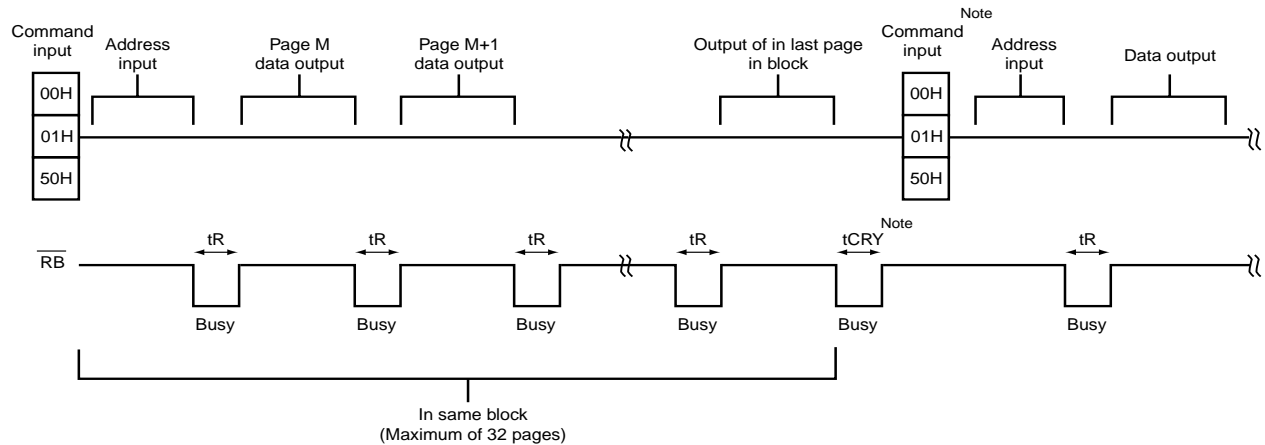 Note
Command
input
Address
input
Page M
data output
Page M+1
data output
Output of in last page
in block
Command
input
Address
input
Data output
00H
01H
50H
00H
01H
50H
RB
tR
tR
tR
tR
tCRY
Note
tR
Busy
Busy
Busy
Busy
Busy
Busy
In same block
(Maximum of 32 pages)